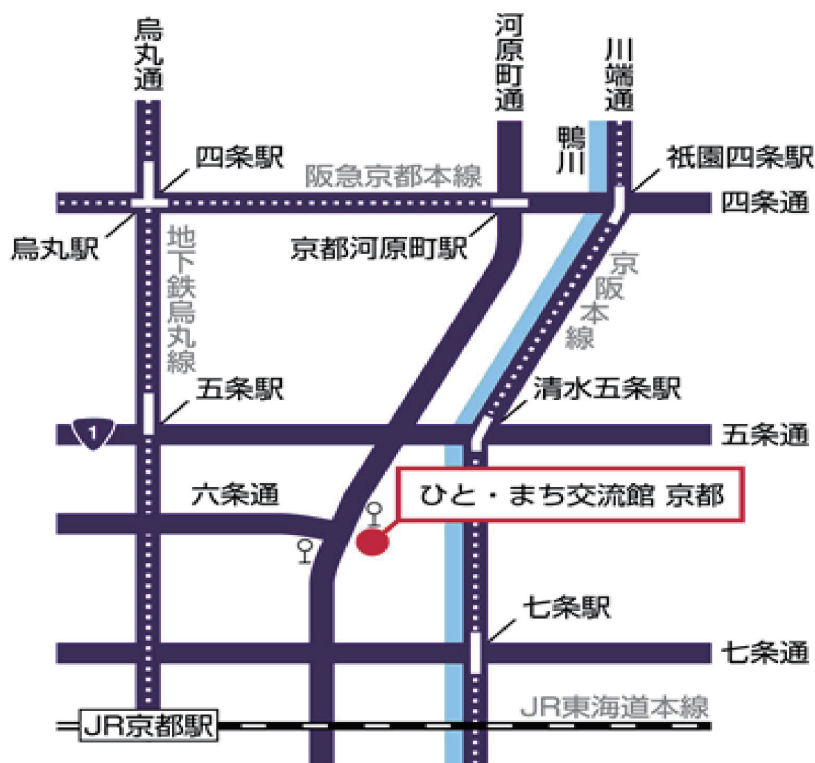 烏丸通
河原町通
川端通
鴨川
四条駅
阪急京都本線
祇園四条駅
四条通
烏丸駅
京都河原町駅
地下鉄烏丸線
京阪本線
五条駅
清水五条駅
1
五条通
六条通
ひと・まち交流館 京都
七条駅
七条通
JR東海道本線
JR京都駅